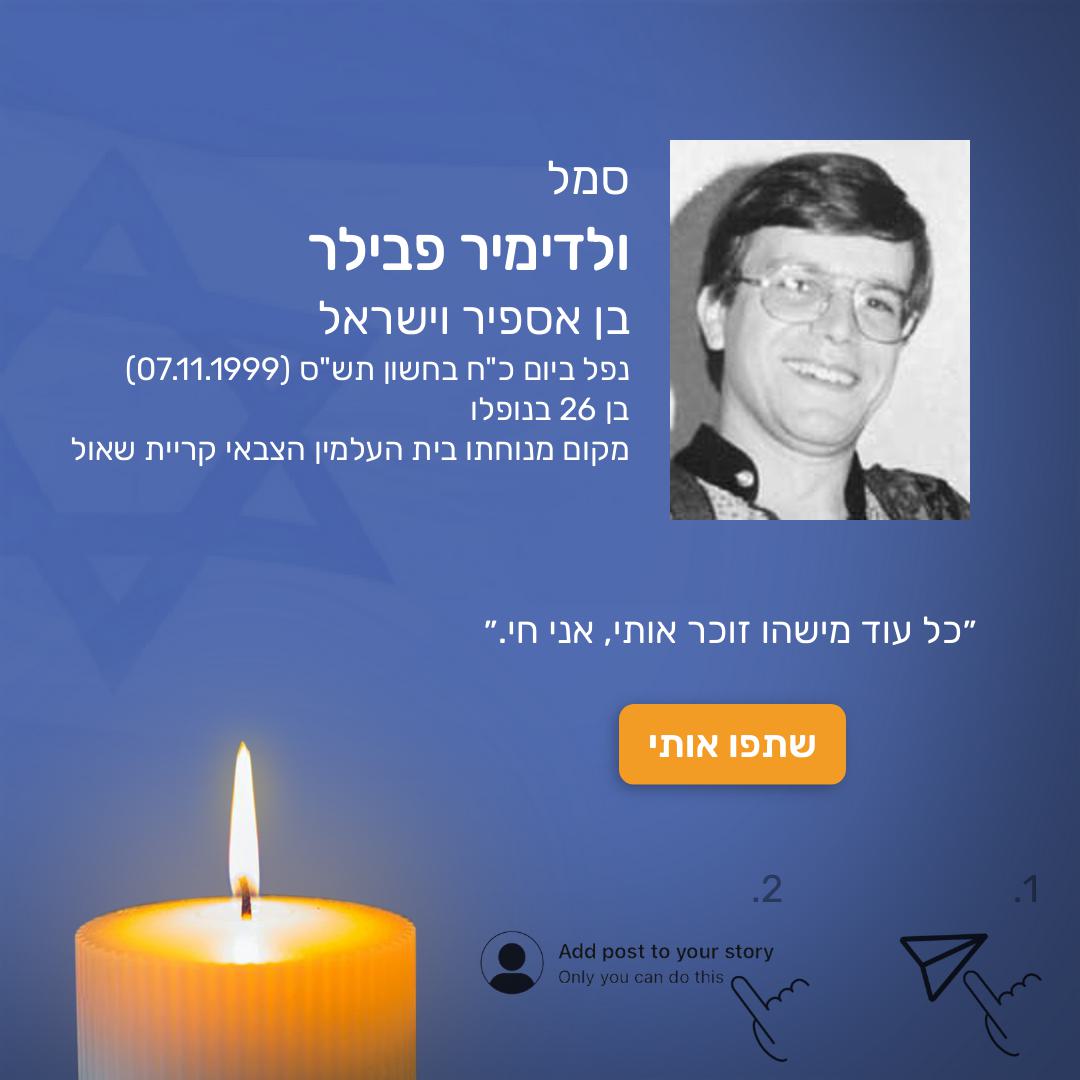 סמל
ולדימיר פבילר
בן אספיר וישראל
נפל ביום כ"ח בחשון תש"ס (07.11.1999)
בן 26 בנופלו
מקום מנוחתו בית העלמין הצבאי קריית שאול
״כל עוד מישהו זוכר אותי, אני חי.״
שתפו אותי
1.
2.
Add post to your story
Only you can do this